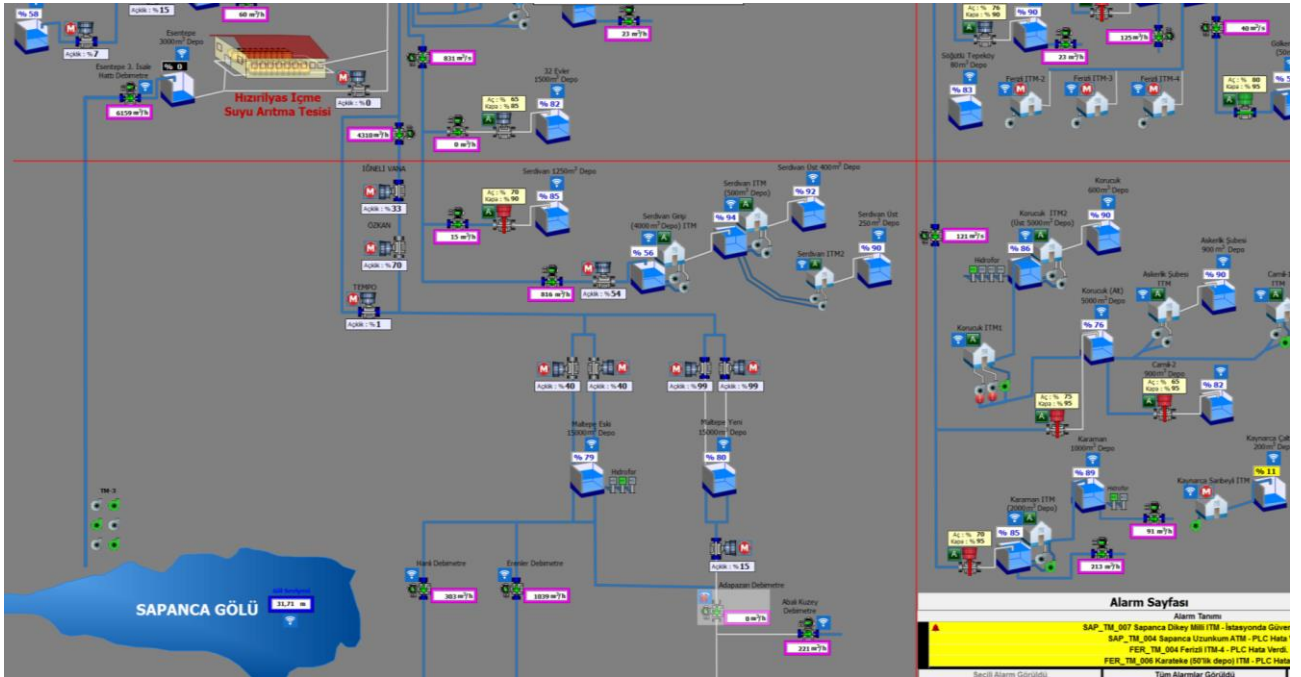 % 58
Açıklık : % 15
60 m³/h
Açıklık : % 7
Esentepe
3000m³ Depo
% 0
Esentepe 3. İsale
Hattı Debimetre
6159 m³/h
Hızırilyas İçme
Suyu Arıtma Tesisi
M
Açıklık : % 0
4310 m³/h
23 m³/h
831 m³/s
32 Evler
1500m³ Depo
Aç : % 65
Kapa : % 85
A
% 82
0 m³/h
İĞNELİ VANA
M
Açıklık : % 33
ÖZKAN
M
Açıklık : % 70
TEMPO
M
Açıklık : % 1
Serdivan 1250m³ Depo
Aç : % 70
Kapa : % 90
A
% 85
15 m³/h
Serdivan Üst 400m³ Depo
% 92
Serdivan ITM
(500m³ Depo)
A
% 94
Serdivan Girişi
(4000m³ Depo) ITM
A
% 56
Serdivan Üst
250m³ Depo
% 90
Serdivan ITM2
A
816 m³/h
M
Açıklık : % 54
M
M
Açıklık : % 40
Açıklık : % 40
M
M
Açıklık : % 99
Açıklık : % 99
Maltepe Eski
15000m³ Depo
% 79
Hidrofor
Maltepe Yeni
15000m³ Depo
% 80
M
Açıklık : % 15
TM-3
SAPANCA GÖLÜ
31,71 m
303 m³/h
Erenler Debimetre
1039 m³/h
Adapazarı Debimetre
0 m³/h
Abalı Kuzey
Debimetre
221 m³/h
Aç : % 76
Kapa : % 90
A
% 90
23 m³/h
125 m³/h
40 m³/h
Söğütlü Tepeköy
80m³ Depo
% 83
Ferizli ITM-2
M
Ferizli ITM-3
M
Ferizli ITM-4
M
Aç : % 80
Kapa : % 90
A
121 m³/s
Korucuk
600m³ Depo
% 90
Korucuk ITM2
(Üst 5000m³ Depo)
A
% 86
Hidrofor
Askerlik Şubesi
900 m³ Depo
% 90
Askerlik Şubesi
ITM
A
Korucuk (Alt)
5000m³ Depo
% 76
Korucuk ITM1
A
Camili-2
900m³ Depo
Aç : % 65
Kapa : % 95
A
% 82
Aç : % 75
Kapa : % 95
A
Karaman
1000m³ Depo
% 89
Hidrofor
91 m³/h
Karaman ITM
(2000m³ Depo)
A
% 85
Aç : % 70
Kapa : % 95
A
213 m³/h
200m³ Depo
% 11
Kaynarca Sarıbeyli ITM
M
Alarm Sayfası
Alarm Tanımı
SAP_TM_007 Sapanca Dikey Milli ITM - İstasyonda Güve
SAP_TM_004 Sapanca Uzunkum ATM - PLC Hata
FER_TM_004 Ferizli ITM-4 - PLC Hata Verdi.
FER_TM_006 Karateke (50'lik depo) ITM - PLC Hata
Seçili Alarm Görüldü
Tüm Alarmlar Görüldü